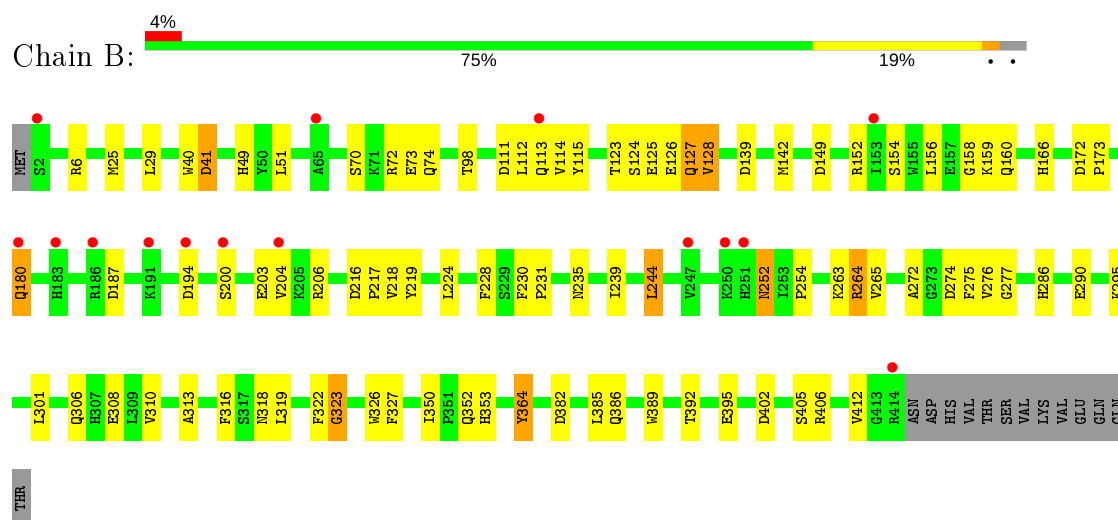 4%
Chain B:
75% 19% • •
MET S2 R6 M25 L29 W40 D41 H49 Y50 L51 A65 S70 K71 R72 E73 Q74 T98 D111 L112 Q113 V114 Y115 T123 S124 E125 E126 Q127 V128 D139 M142 D149 R152 I153 S154 W155 L156 E157 G158 K159 Q160 H166 D172 P173
Q180 H183 R186 D187 K191 D194 S200 E203 V204 K205 R206 D216 P217 V218 Y219 L224 F228 S229 F230 P231 N235 I239 L244 V247 K250 H251 N252 I253 P254 K263 R264 V265 A272 G273 D274 F275 V276 G277 H286 E290 K295
L301 Q306 H307 E308 L309 V310 A313 F316 S317 N318 L319 F322 G323 W326 F327 I350 P351 Q352 H353 Y364 D382 L385 Q386 W389 T392 E395 D402 S405 R406 V412 G413 R414 ASN ASP HIS VAL THR SER VAL LYS VAL GLU GLN GLN
THR